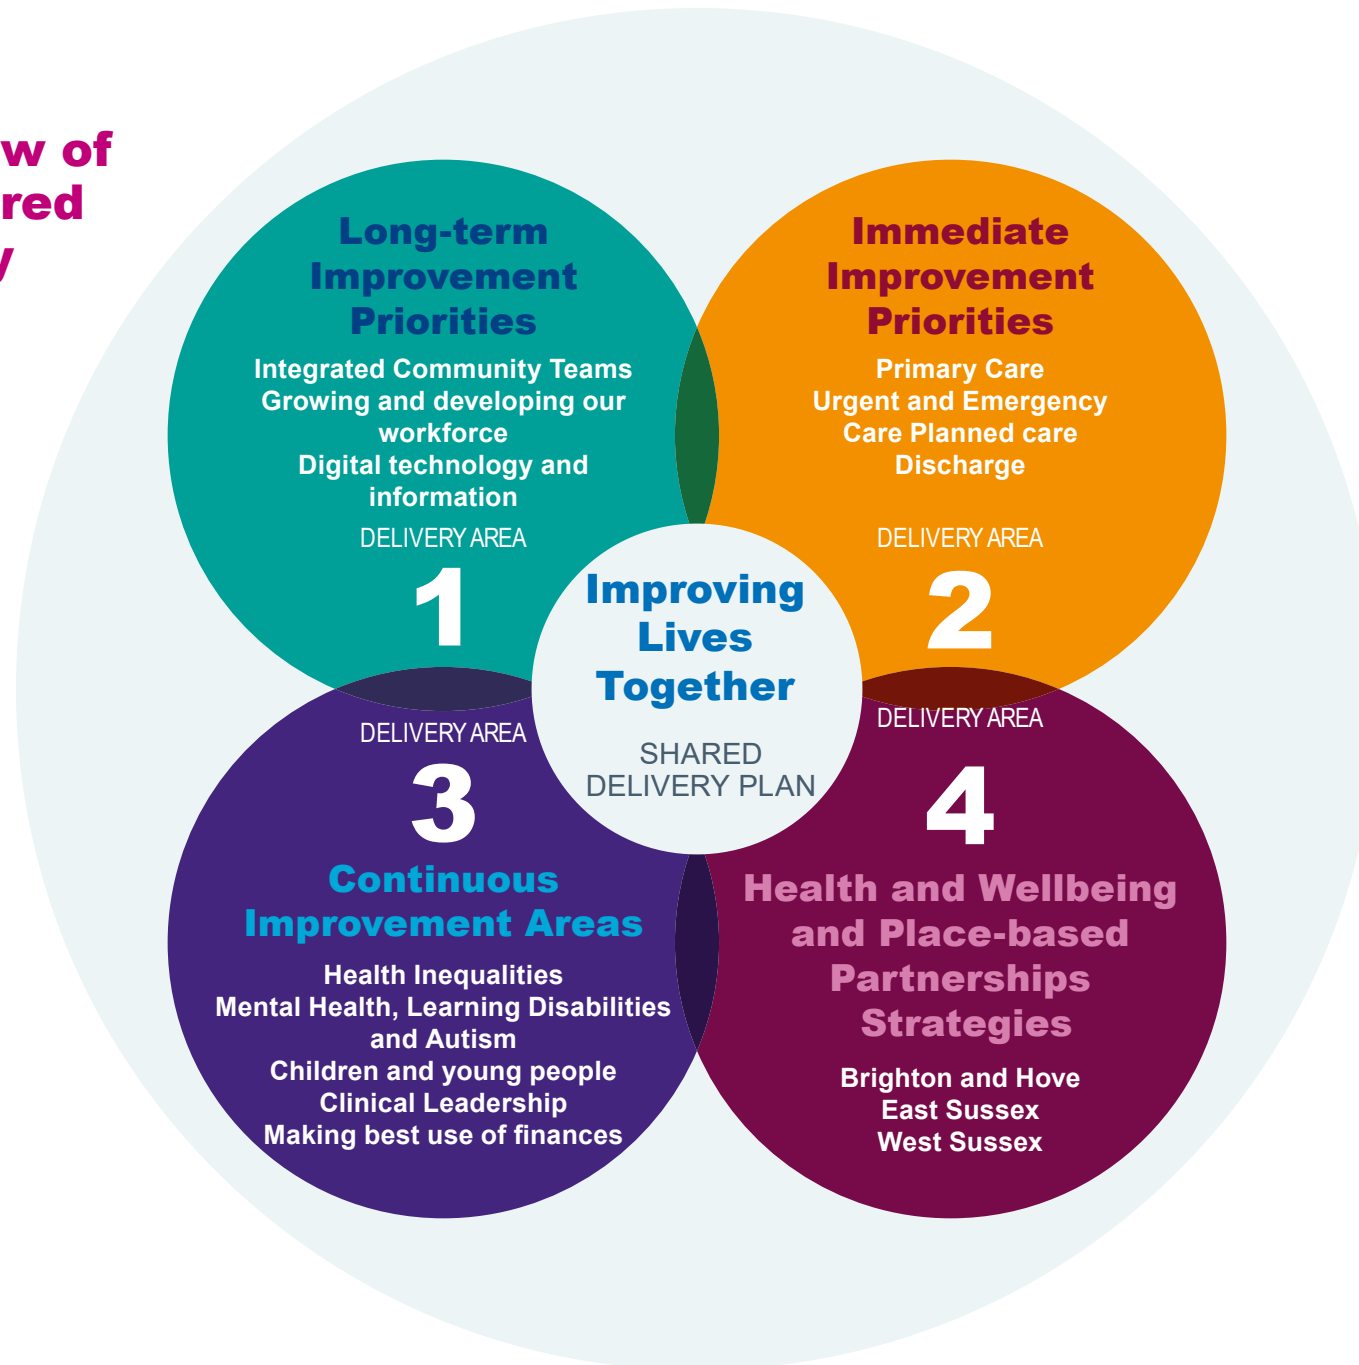 w of
red
y
Long-term
Improvement
Priorities
Integrated Community Teams
Growing and developing our
workforce
Digital technology and
information
DELIVERY AREA
1
Immediate
Improvement
Priorities
Primary Care
Urgent and Emergency
Care Planned care
Discharge
DELIVERY AREA
2
Improving
Lives
Together
SHARED
DELIVERY PLAN
DELIVERY AREA
3
Continuous
Improvement Areas
Health Inequalities
Mental Health, Learning Disabilities
and Autism
Children and young people
Clinical Leadership
Making best use of finances
DELIVERY AREA
4
Health and Wellbeing
and Place-based
Partnerships
Strategies
Brighton and Hove
East Sussex
West Sussex